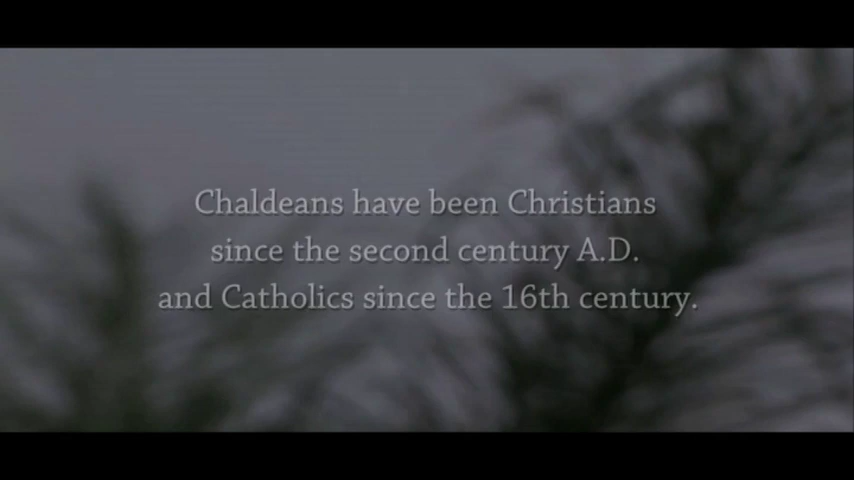 Chaldeans have been Christians
since the second century A.D.
and Catholics since the 16th century.